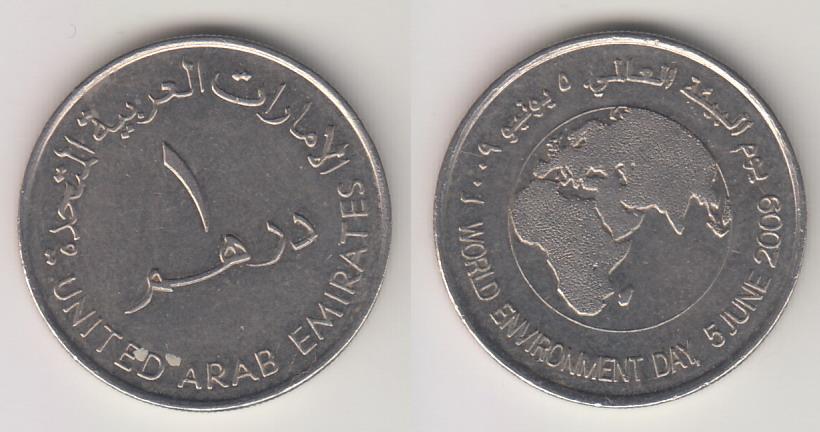 الإمارات العربية المتحدة
١
درهم
UNITED ARAB EMIRATES
يوم البيئة العالمي ٥ يونيو ٢٠٠٩
WORLD ENVIRONMENT DAY, 5 JUNE 2009